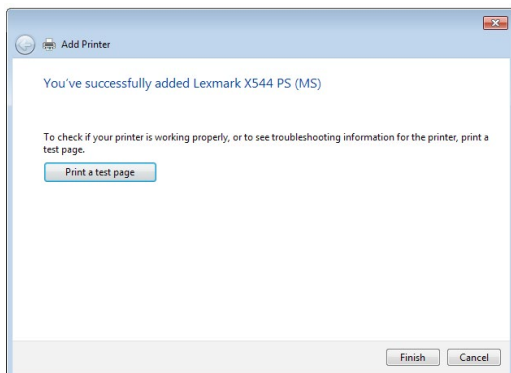 Add Printer
You've successfully added Lexmark X544 PS (MS)
To check if your printer is working properly, or to see troubleshooting information for the printer, print a
test page.
Print a test page
Finish Cancel